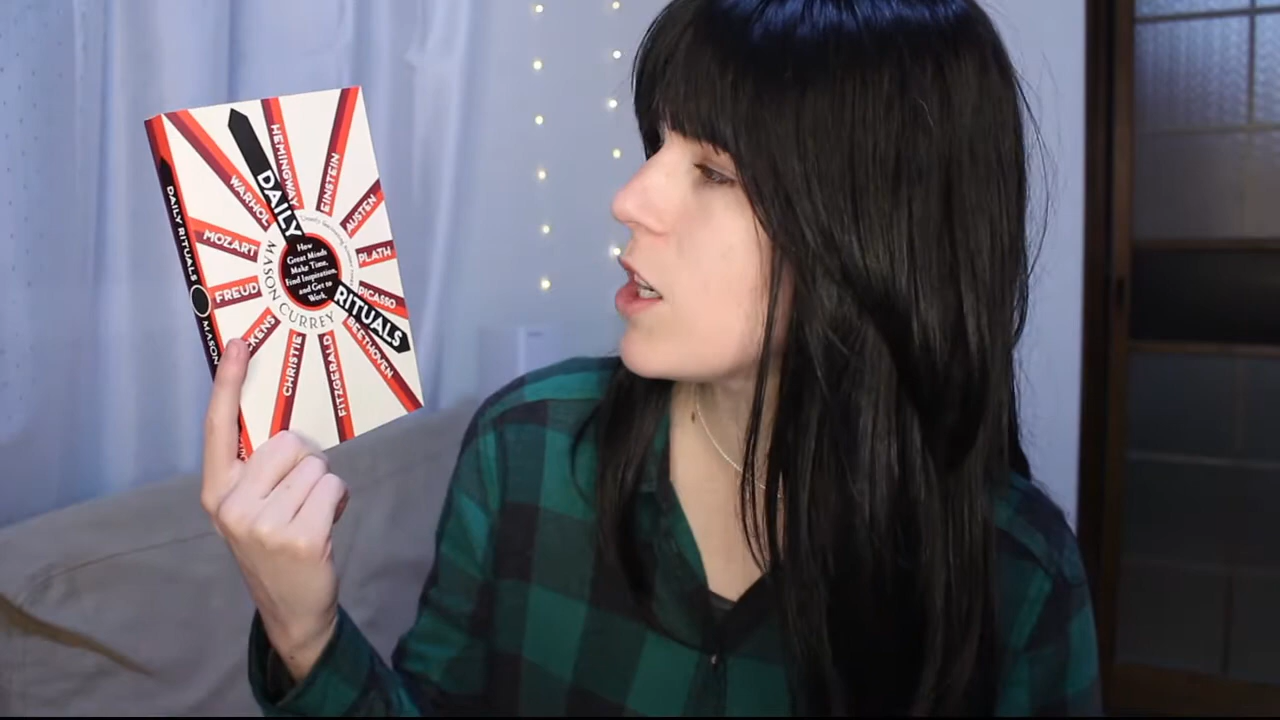 DAILY RITUALS
MASON
HEMINGWAY
EINSTEIN
AUSTEN
PLATH
PICASSO
BEETHOVEN
FITZGERALD
CHRISTIE
CKENS
FREUD
MOZART
WARHOL
DAILY
RITUALS
MASON CURREY
How
Great Minds
Make Time,
Find Inspiration,
and Get to
Work